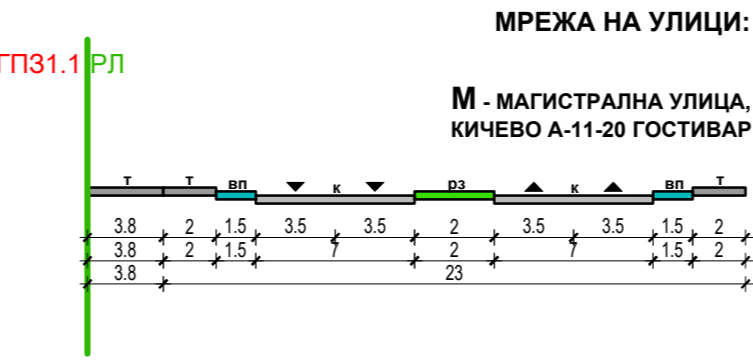 МРЕЖА НА УЛИЦИ:
ГП31.1 РЛ
М - МАГИСТРАЛНА УЛИЦА,
КИЧЕВО А-11-20 ГОСТИВАР
т т вп к рз к вп т
3.8 2 1.5 3.5 3.5 2 3.5 3.5 1.5 2
3.8 2 1.5 7 2 7 1.5 2
3.8 23